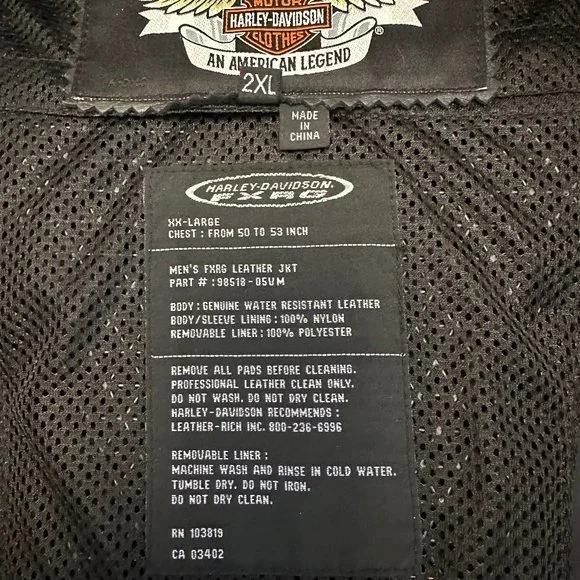 MOTOR
HARLEY-DAVIDSON
CLOTHES
AN AMERICAN LEGEND
®
2XL
MADE
IN
CHINA
HARLEY-DAVIDSON
FXRG
XX-LARGE
CHEST : FROM 50 TO 53 INCH
MEN'S FXRG LEATHER JKT
PART # : 98518-05VM
BODY : GENUINE WATER RESISTANT LEATHER
BODY/SLEEVE LINING : 100% NYLON
REMOVABLE LINER : 100% POLYESTER
REMOVE ALL PADS BEFORE CLEANING.
PROFESSIONAL LEATHER CLEAN ONLY.
DO NOT WASH. DO NOT DRY CLEAN.
HARLEY-DAVIDSON RECOMMENDS :
LEATHER-RICH INC. 800-236-6996
REMOVABLE LINER :
MACHINE WASH AND RINSE IN COLD WATER.
TUMBLE DRY. DO NOT IRON.
DO NOT DRY CLEAN.
RN 103819
CA 03402